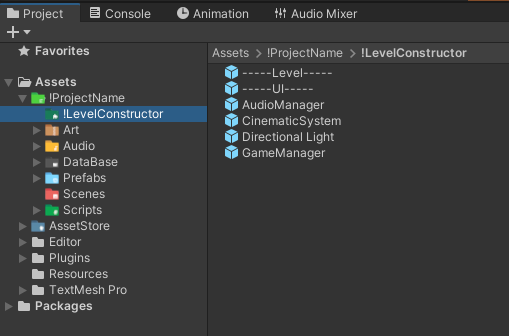 Project Console Animation Audio Mixer
Favorites
Assets
!ProjectName
!LevelConstructor
Art
Audio
DataBase
Prefabs
Scenes
Scripts
AssetStore
Editor
Plugins
Resources
TextMesh Pro
Packages
Assets > !ProjectName > !LevelConstructor
-----Level-----
-----UI-----
AudioManager
CinematicSystem
Directional Light
GameManager